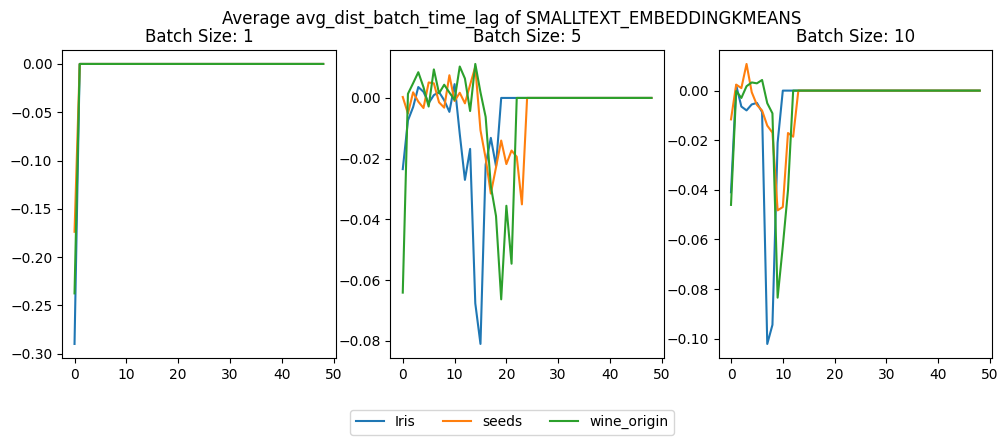 Average avg_dist_batch_time_lag of SMALLTEXT_EMBEDDINGKMEANS
Batch Size: 1
0.00
−0.05
−0.10
−0.15
−0.20
−0.25
−0.30
0 10 20 30 40 50
Batch Size: 5
0.00
−0.02
−0.04
−0.06
−0.08
0 10 20 30 40 50
Batch Size: 10
0.00
−0.02
−0.04
−0.06
−0.08
−0.10
0 10 20 30 40 50
Iris seeds wine_origin